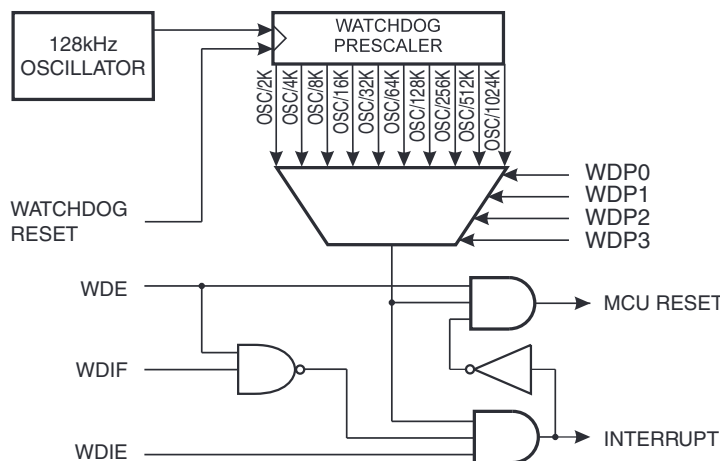 128kHz
OSCILLATOR
WATCHDOG
PRESCALER
OSC/2K
OSC/4K
OSC/8K
OSC/16K
OSC/32K
OSC/64K
OSC/128K
OSC/256K
OSC/512K
OSC/1024K
WDP0
WDP1
WDP2
WDP3
WATCHDOG
RESET
WDE
MCU RESET
WDIF
WDIE
INTERRUPT